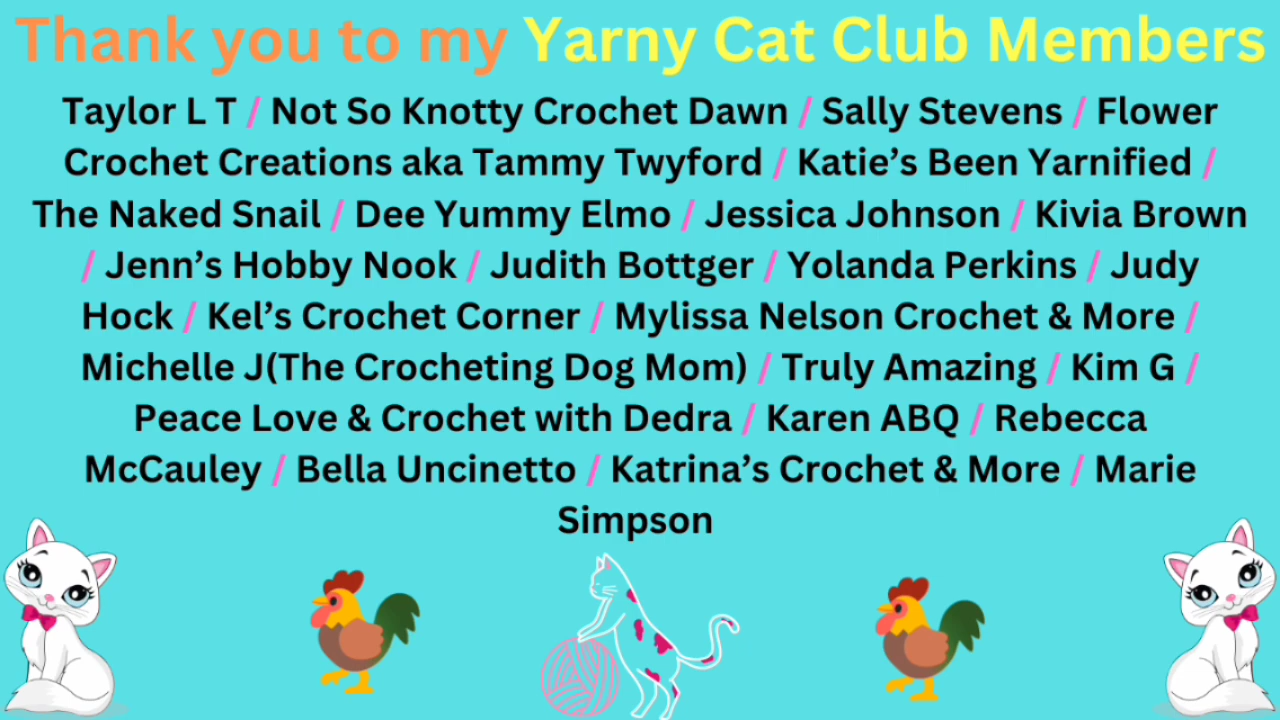 Thank you to my Yarny Cat Club Members
Taylor L T / Not So Knotty Crochet Dawn / Sally Stevens / Flower
Crochet Creations aka Tammy Twyford / Katie’s Been Yarnified /
The Naked Snail / Dee Yummy Elmo / Jessica Johnson / Kivia Brown
/ Jenn’s Hobby Nook / Judith Bottger / Yolanda Perkins / Judy
Hock / Kel’s Crochet Corner / Mylissa Nelson Crochet & More /
Michelle J(The Crocheting Dog Mom) / Truly Amazing / Kim G /
Peace Love & Crochet with Dedra / Karen ABQ / Rebecca
McCauley / Bella Uncinetto / Katrina’s Crochet & More / Marie
Simpson